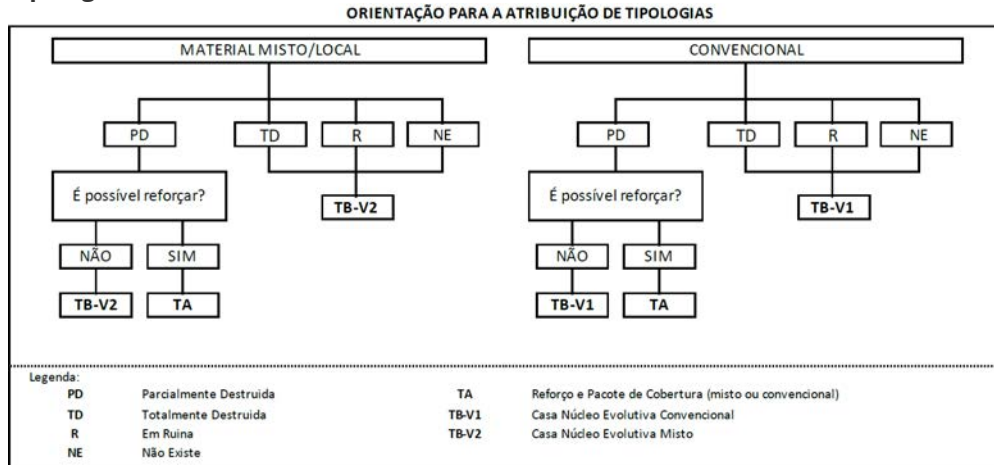 ORIENTAÇÃO PARA A ATRIBUIÇÃO DE TIPOLOGIAS
MATERIAL MISTO/LOCAL
CONVENCIONAL
PD TD R NE
PD TD R NE
É possível reforçar?
TB-V2
É possível reforçar?
TB-V1
NÃO SIM
NÃO SIM
TB-V2 TA
TB-V1 TA
Legenda:
PD Parcialmente Destruida TA Reforço e Pacote de Cobertura (misto ou convencional)
TD Totalmente Destruida TB-V1 Casa Núcleo Evolutiva Convencional
R Em Ruina TB-V2 Casa Núcleo Evolutiva Misto
NE Não Existe